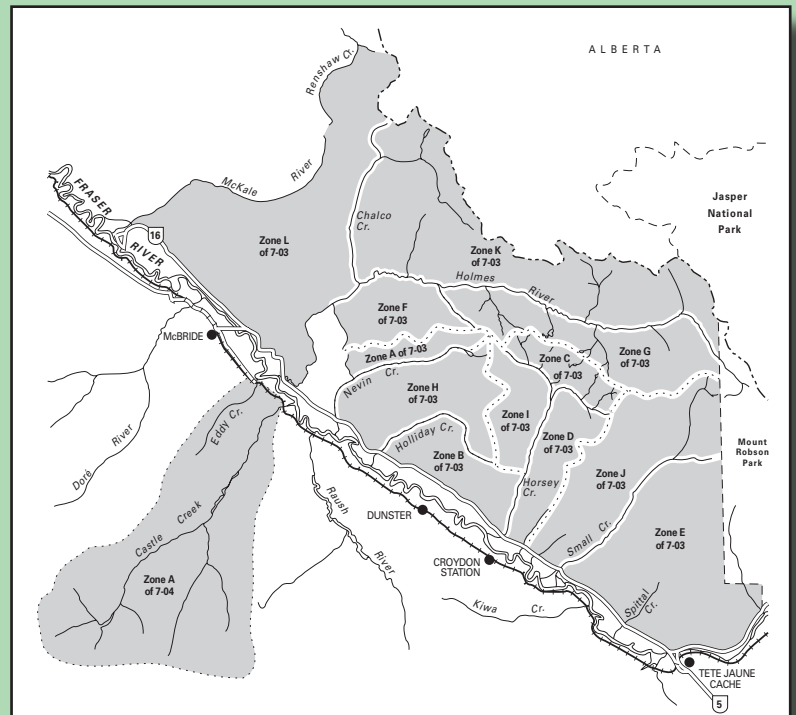 ALBERTA
Renshaw Cr.
McKale River
Jasper
National
Park
FRASER
RIVER
16
Chalco
Cr.
Zone L
of 7-03
Zone K
of 7-03
Holmes River
Zone F
of 7-03
McBRIDE
Zone A of 7-03
Zone C
of 7-03
Zone G
of 7-03
Nevin Cr.
Zone H
of 7-03
Eddy Cr.
Zone I
of 7-03
Holliday Cr.
Zone D
of 7-03
Zone B
of 7-03
Mount
Robson
Park
Doré River
Zone J
of 7-03
Horsey
Cr.
Raush River
DUNSTER
Castle Creek
Small Cr.
Zone E
of 7-03
CROYDON
STATION
Zone A
of 7-04
Kiwa Cr.
Spittal
Cr.
TETE JAUNE
CACHE
5